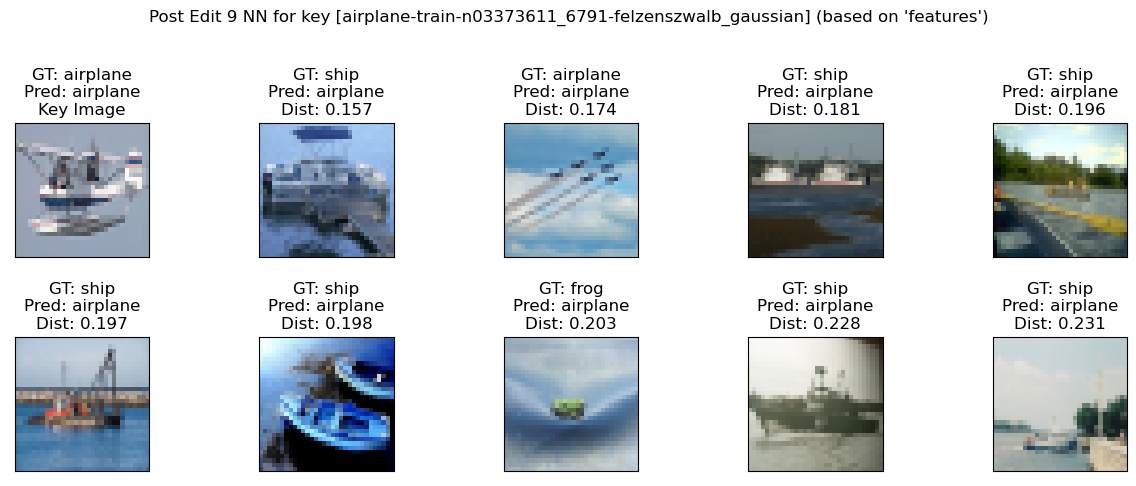 Post Edit 9 NN for key [airplane-train-n03373611_6791-felzenszwalb_gaussian] (based on 'features')
GT: airplane
Pred: airplane
Key Image
GT: ship
Pred: airplane
Dist: 0.157
GT: airplane
Pred: airplane
Dist: 0.174
GT: ship
Pred: airplane
Dist: 0.181
GT: ship
Pred: airplane
Dist: 0.196
GT: ship
Pred: airplane
Dist: 0.197
GT: ship
Pred: airplane
Dist: 0.198
GT: frog
Pred: airplane
Dist: 0.203
GT: ship
Pred: airplane
Dist: 0.228
GT: ship
Pred: airplane
Dist: 0.231